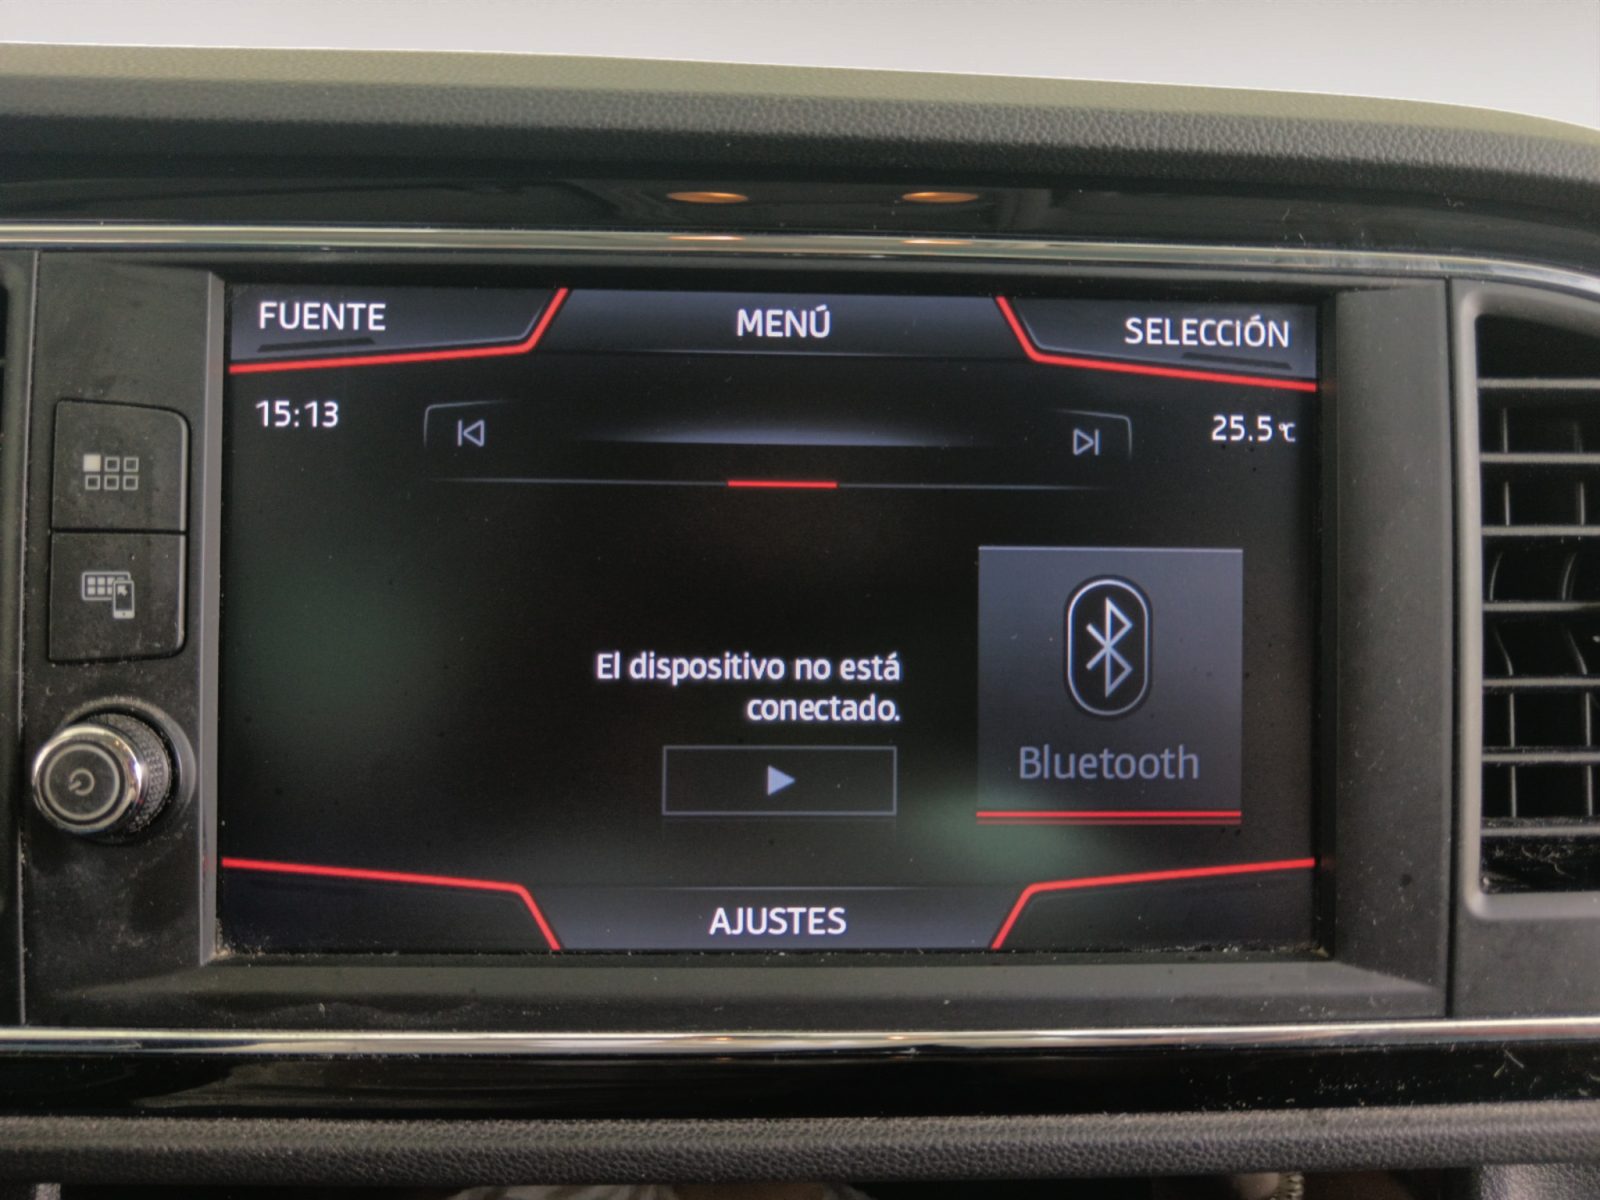 FUENTE
MENÚ
SELECCIÓN
15:13
25.5 °C
El dispositivo no está
conectado.
Bluetooth
AJUSTES